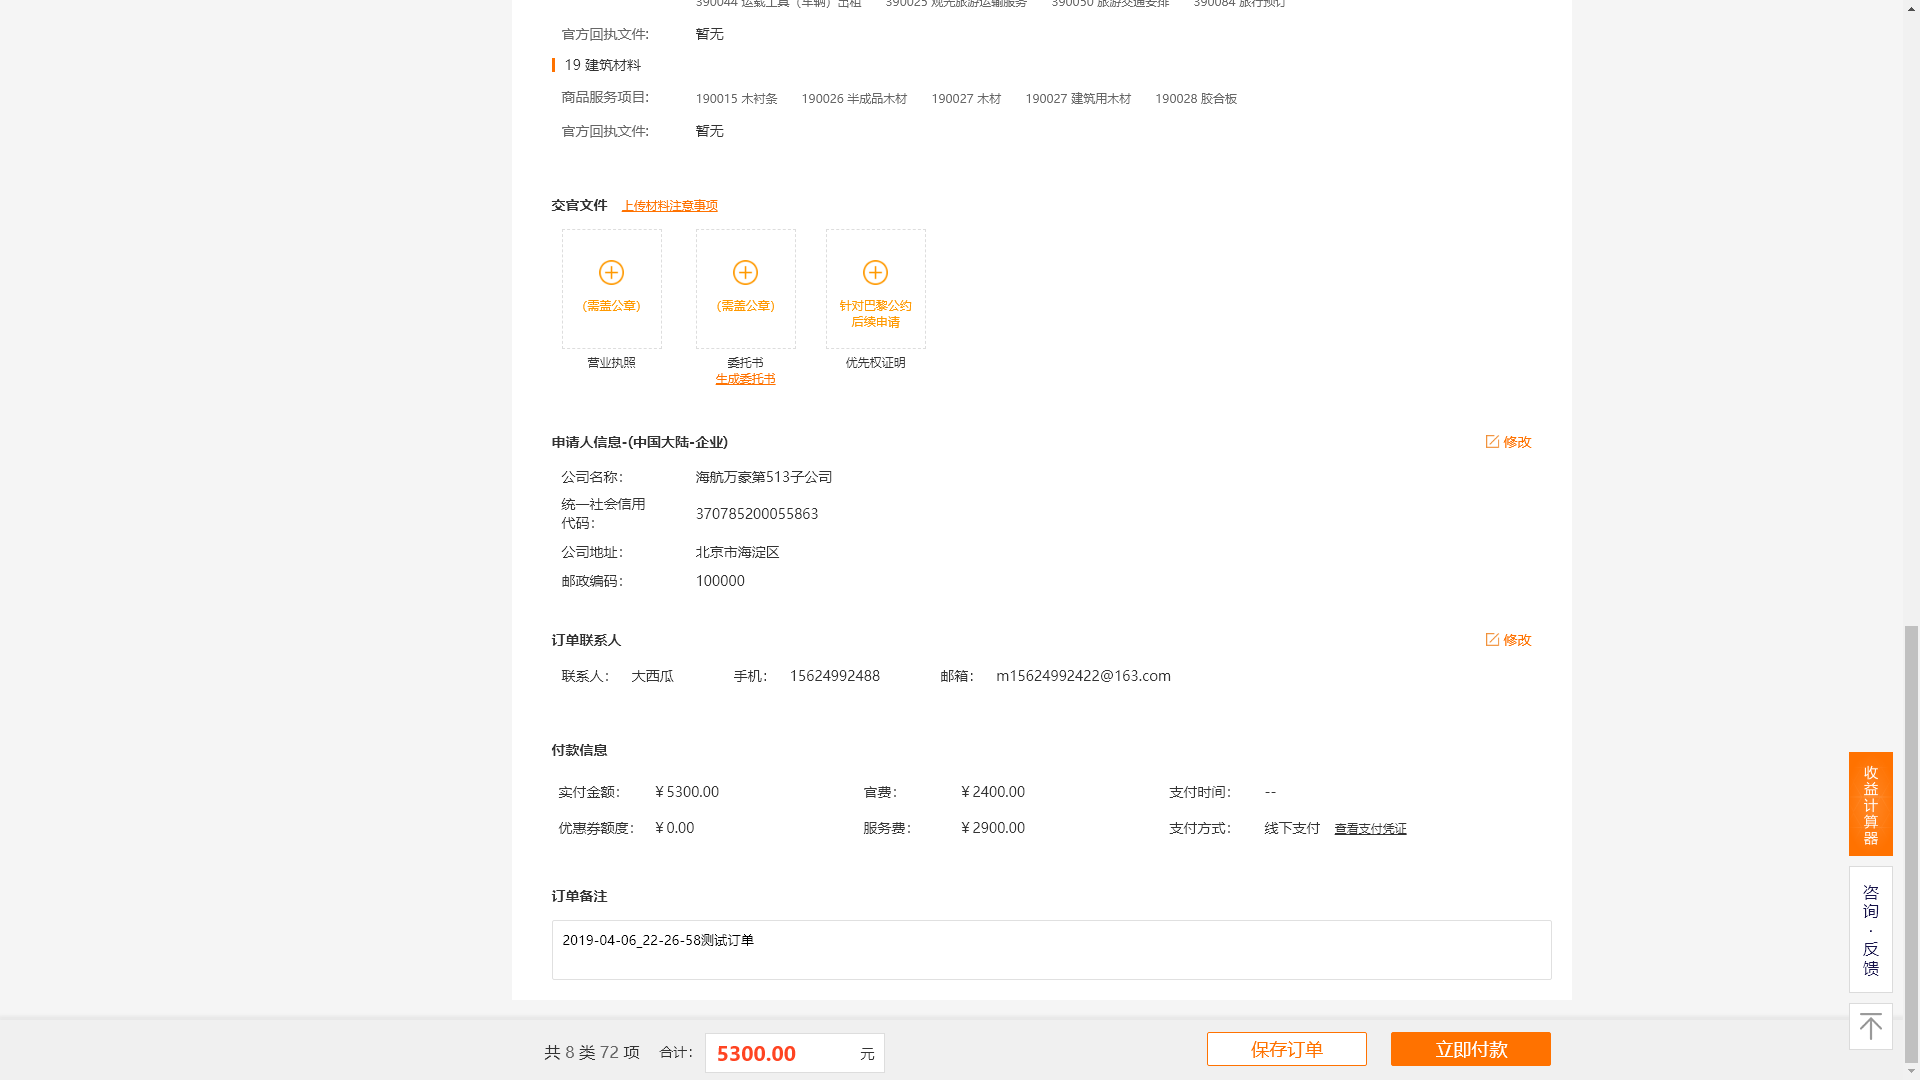 390044 运载工具（车辆）出租 390025 观光旅游运输服务 390050 旅游交通安排 390084 旅行预订
官方回执文件: 暂无
19 建筑材料
商品服务项目: 190015 木衬条 190026 半成品木材 190027 木材 190027 建筑用木材 190028 胶合板
官方回执文件: 暂无
交官文件 上传材料注意事项
(需盖公章) (需盖公章) 针对巴黎公约
后续申请
营业执照 委托书 优先权证明
生成委托书
申请人信息-(中国大陆-企业) 修改
公司名称： 海航万豪第513子公司
统一社会信用
代码： 370785200055863
公司地址： 北京市海淀区
邮政编码： 100000
订单联系人 修改
联系人： 大西瓜 手机： 15624992488 邮箱： m15624992422@163.com
付款信息
实付金额： ￥5300.00 官费： ￥2400.00 支付时间： --
优惠券额度： ￥0.00 服务费： ￥2900.00 支付方式： 线下支付 查看支付凭证
订单备注
2019-04-06_22-26-58测试订单
共 8 类 72 项 合计： 5300.00 元 保存订单 立即付款
收益计算器
咨询·反馈